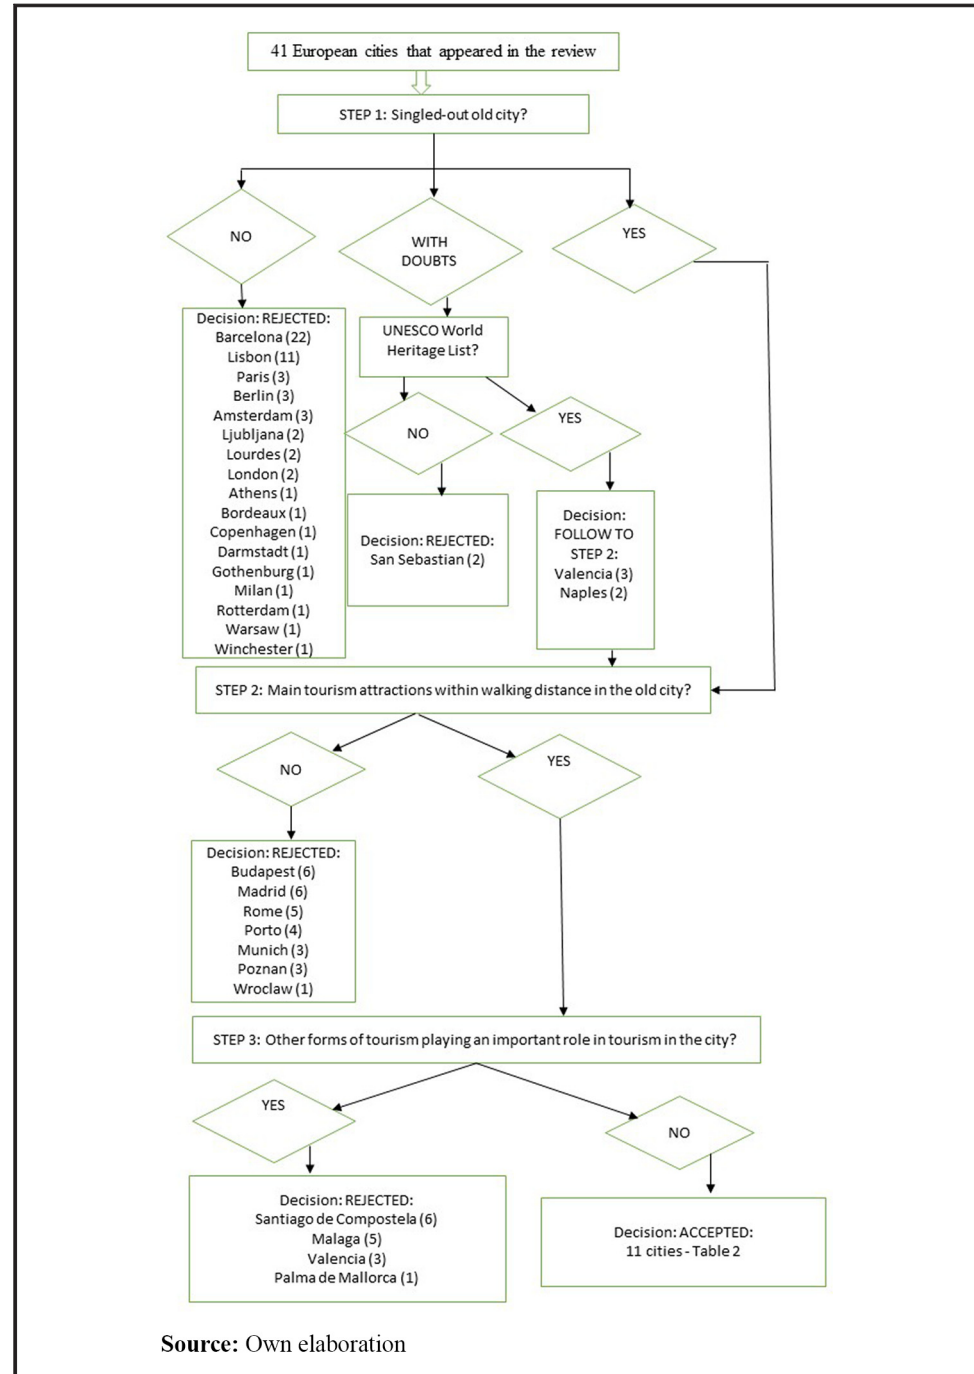 41 European cities that appeared in the review
STEP 1: Singled-out old city?
NO
WITH
DOUBTS
YES
Decision: REJECTED:
Barcelona (22)
Lisbon (11)
Paris (3)
Berlin (3)
Amsterdam (3)
Ljubljana (2)
Lourdes (2)
London (2)
Athens (1)
Bordeaux (1)
Copenhagen (1)
Darmstadt (1)
Gothenburg (1)
Milan (1)
Rotterdam (1)
Warsaw (1)
Winchester (1)
UNESCO World
Heritage List?
NO
YES
Decision: REJECTED:
San Sebastian (2)
Decision:
FOLLOW TO
STEP 2:
Valencia (3)
Naples (2)
STEP 2: Main tourism attractions within walking distance in the old city?
NO
YES
Decision: REJECTED:
Budapest (6)
Madrid (6)
Rome (5)
Porto (4)
Munich (3)
Poznan (3)
Wroclaw (1)
STEP 3: Other forms of tourism playing an important role in tourism in the city?
YES
NO
Decision: REJECTED:
Santiago de Compostela (6)
Malaga (5)
Valencia (3)
Palma de Mallorca (1)
Decision: ACCEPTED:
11 cities - Table 2
Source: Own elaboration